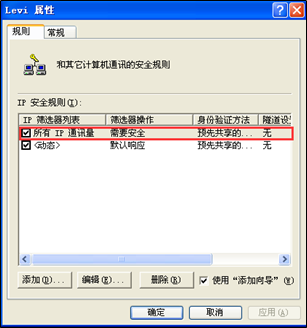 Levi 属性
规则 常规
和其它计算机通讯的安全规则
IP 安全规则(I):
IP 筛选器列表 筛选器操作 身份验证方法 隧道设
所有 IP 通讯量 需要安全 预先共享的... 无
<动态> 默认响应 预先共享的... 无
添加(D)... 编辑(E)... 删除(R) 使用“添加向导”(W)
确定 取消 应用(A)